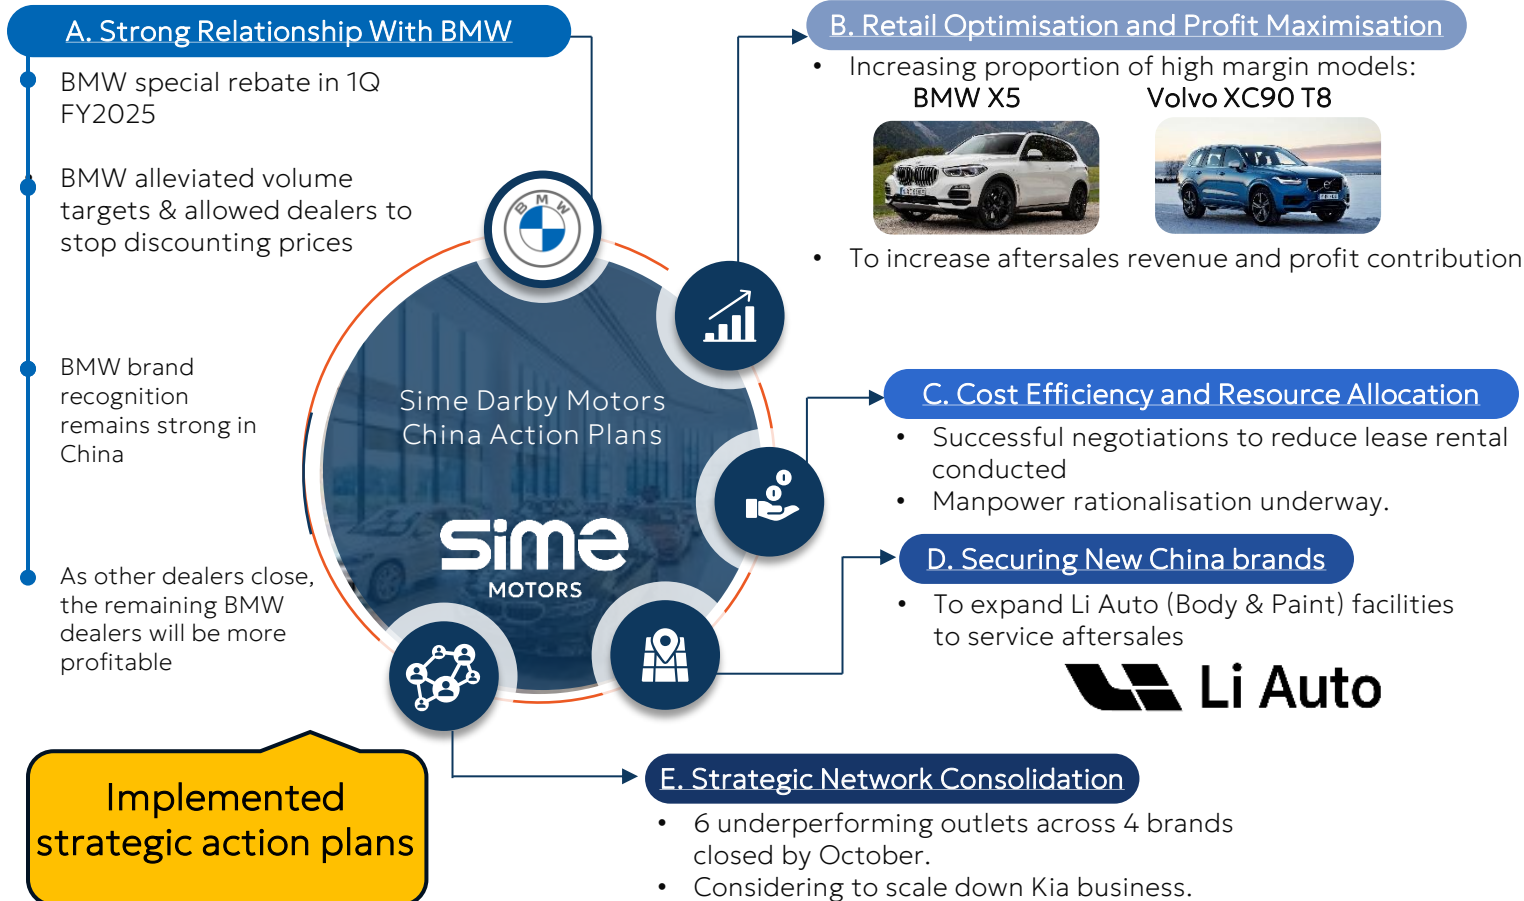 A. Strong Relationship With BMW
BMW special rebate in 1Q
FY2025
BMW alleviated volume
targets & allowed dealers to
stop discounting prices
BMW brand
recognition
remains strong in
China
As other dealers close,
the remaining BMW
dealers will be more
profitable
BMW
B. Retail Optimisation and Profit Maximisation
• Increasing proportion of high margin models:
BMW X5 Volvo XC90 T8
• To increase aftersales revenue and profit contribution
Sime Darby Motors
China Action Plans
sime
MOTORS
C. Cost Efficiency and Resource Allocation
• Successful negotiations to reduce lease rental
conducted
• Manpower rationalisation underway.
D. Securing New China brands
• To expand Li Auto (Body & Paint) facilities
to service aftersales
Li Auto
E. Strategic Network Consolidation
• 6 underperforming outlets across 4 brands
closed by October.
• Considering to scale down Kia business.
Implemented
strategic action plans